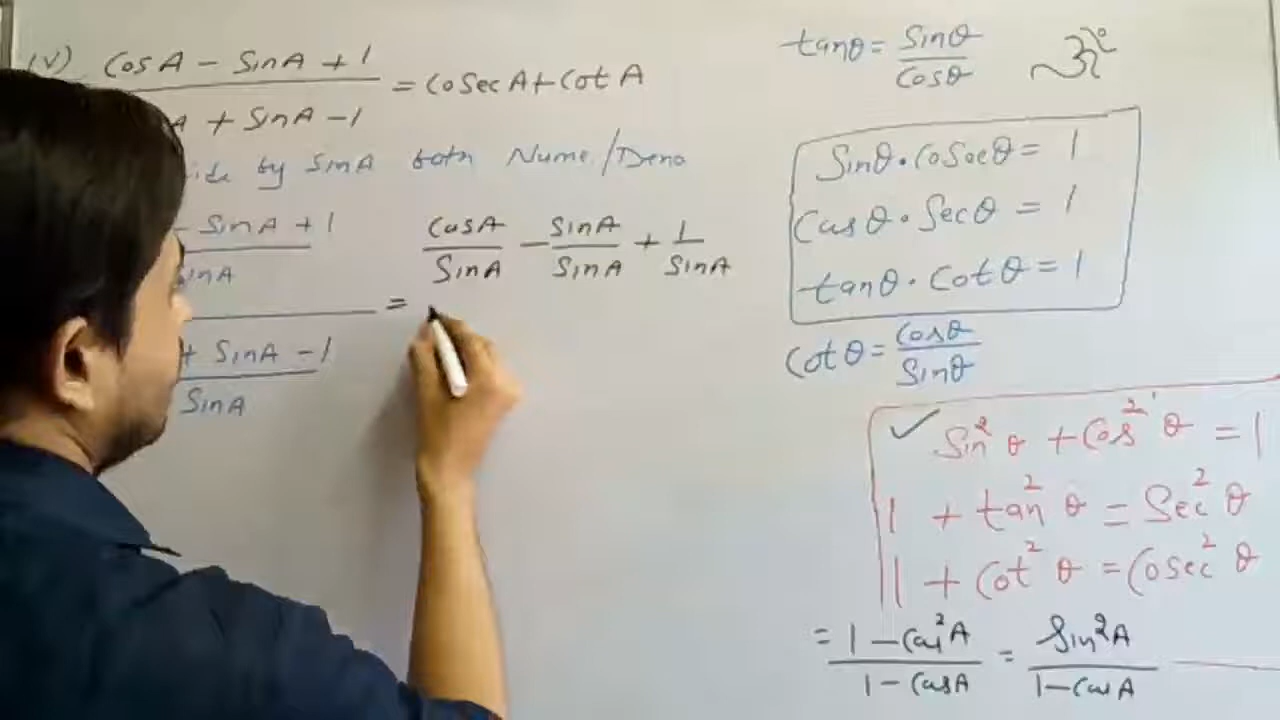 (V) CosA - SinA + 1 = CosecA + CotA
A + SinA - 1
by SinA both Nume/Deno
- SinA + 1
SinA
+ SinA - 1
SinA
= CosA/SinA - SinA/SinA + 1/SinA
tanθ = Sinθ/Cosθ
ॐ
Sinθ . Cosecθ = 1
Cosθ . Secθ = 1
tanθ . Cotθ = 1
Cotθ = Cosθ/Sinθ
✓ Sin²θ + Cos²θ = 1
1 + tan²θ = Sec²θ
1 + Cot²θ = Cosec²θ
= 1 - Cos²A / 1 - CosA = Sin²A / 1 - CosA